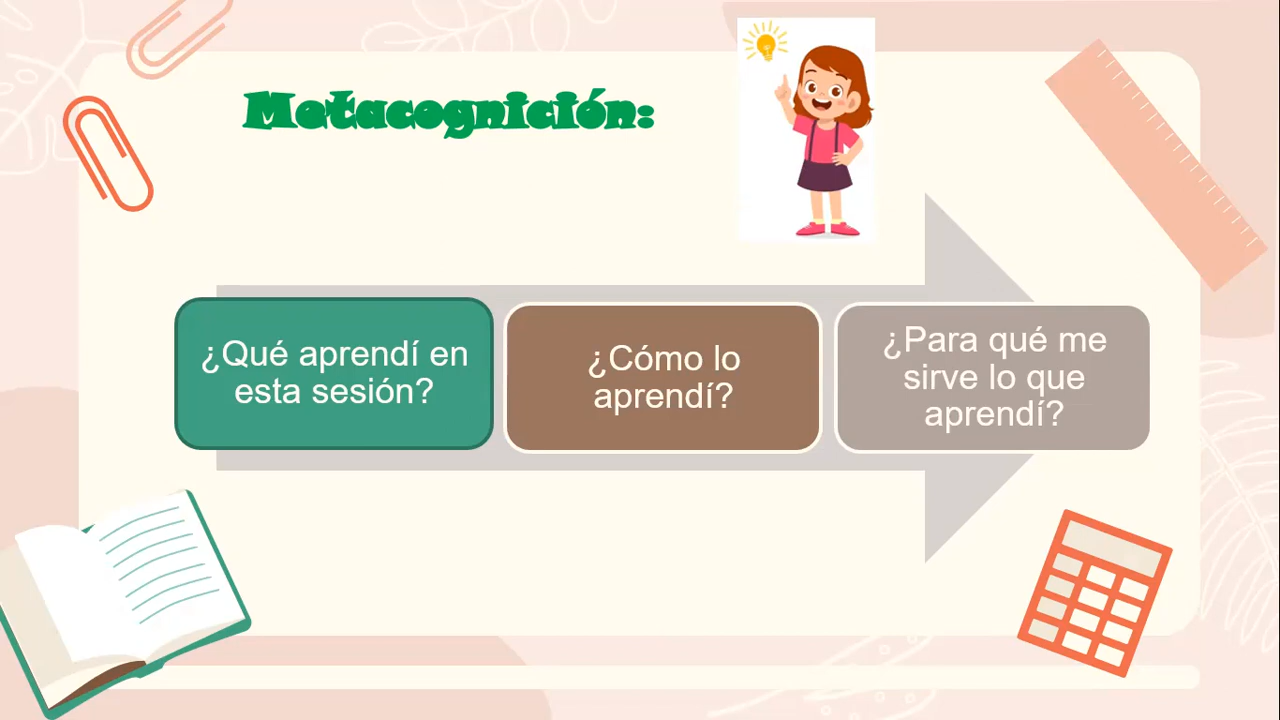 Metacognición:
¿Qué aprendí en
esta sesión?
¿Cómo lo
aprendí?
¿Para qué me
sirve lo que
aprendí?